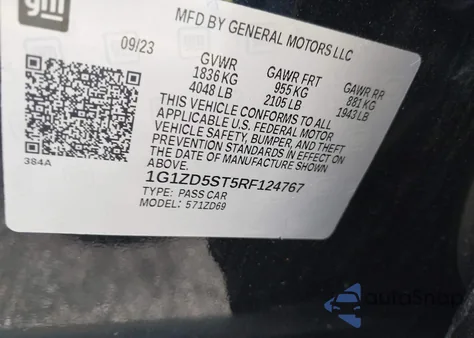 gm
MFD BY GENERAL MOTORS LLC
09/23 GVWR GAWR FRT GAWR RR
1836 KG 955 KG 881 KG
4048 LB 2105 LB 1943 LB
THIS VEHICLE CONFORMS TO ALL
APPLICABLE U.S. FEDERAL MOTOR
VEHICLE SAFETY, BUMPER, AND THEFT
PREVENTION STANDARDS IN EFFECT ON
THE DATE OF MANUFACTURE SHOWN
ABOVE.
384A
1G1ZD5ST5RF124767
TYPE: PASS CAR
MODEL: 571ZD69
autoSnap